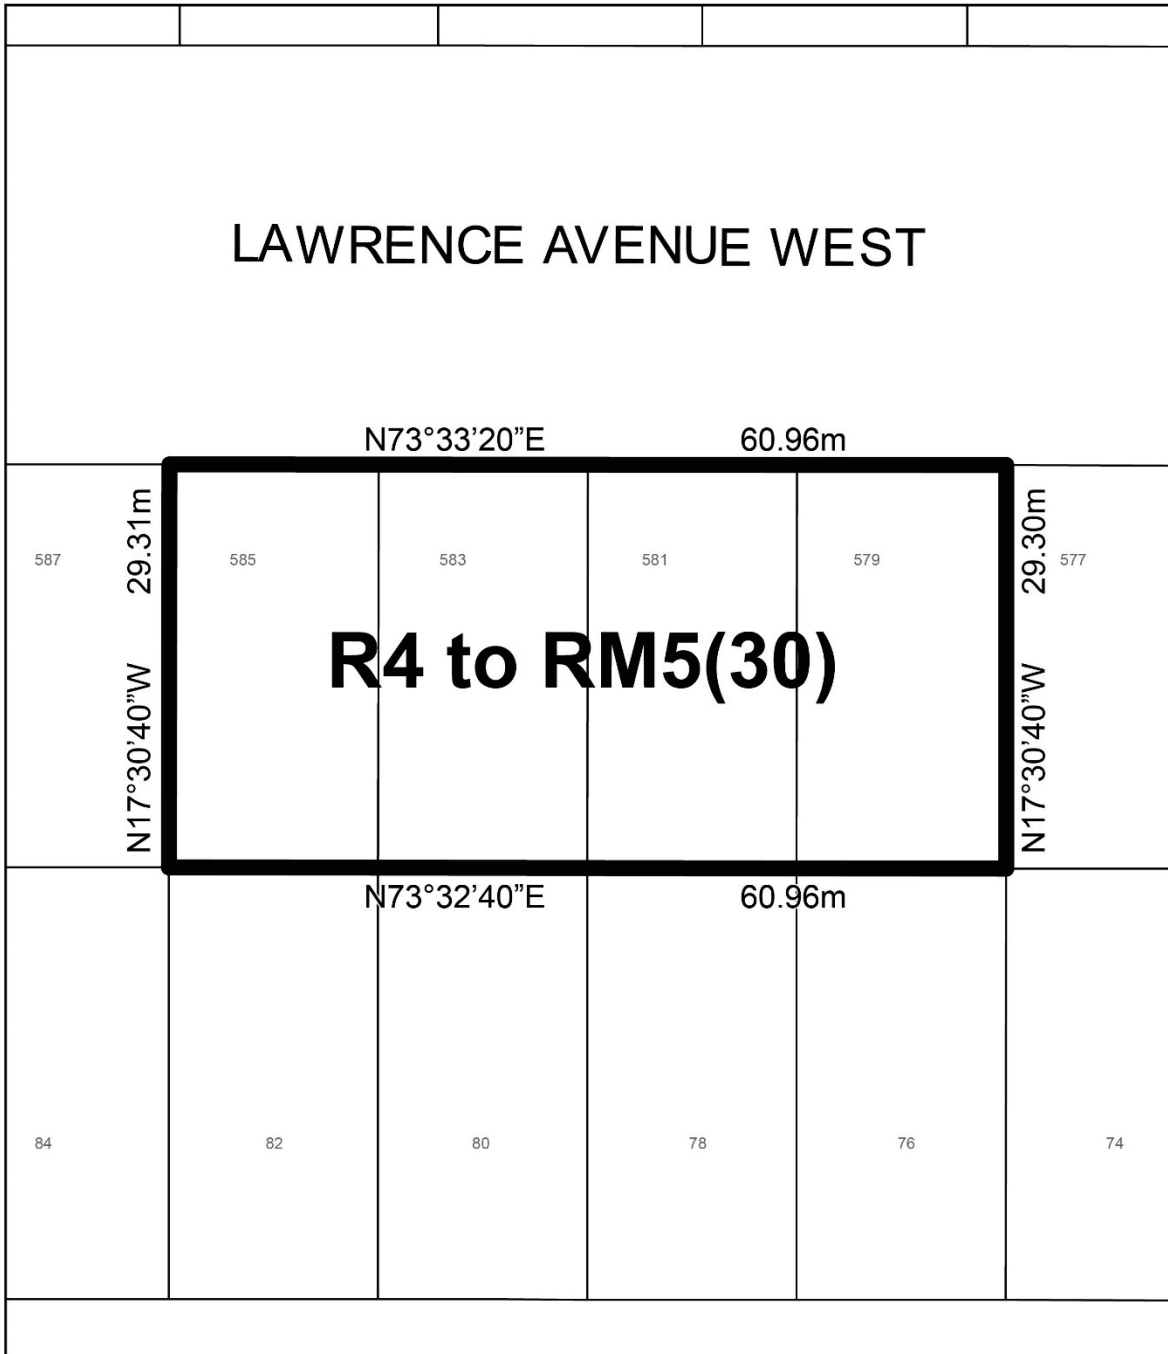 LAWRENCE AVENUE WEST
N73°33’20”E 60.96m
29.31m
29.30m
587 585 583 581 579 577
R4 to RM5(30)
N17°30’40”W
N17°30’40”W
N73°32’40”E 60.96m
84 82 80 78 76 74